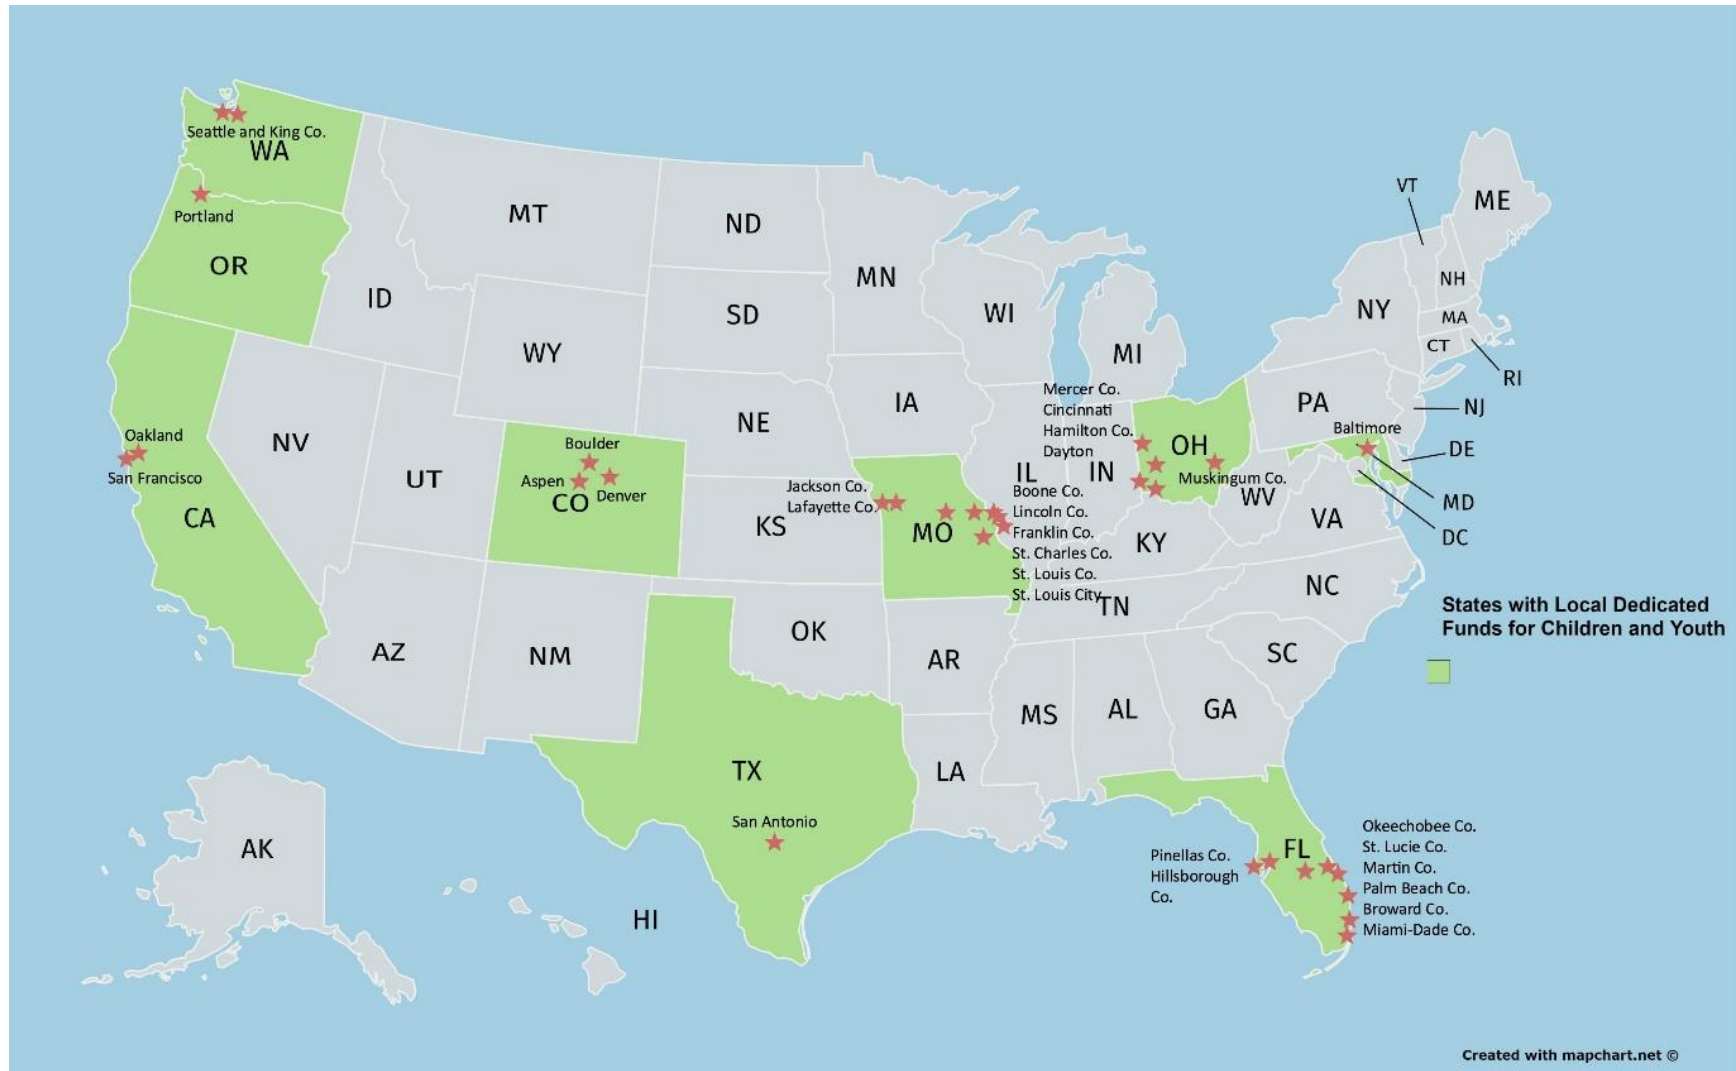 Seattle and King Co.
WA
Portland
OR
CA
Oakland
San Francisco
NV
ID
MT
WY
UT
AZ
Boulder
Aspen
Denver
CO
NM
ND
SD
NE
KS
OK
TX
San Antonio
MN
IA
Jackson Co.
Lafayette Co.
MO
Boone Co.
Lincoln Co.
Franklin Co.
St. Charles Co.
St. Louis Co.
St. Louis City
AR
LA
WI
IL
MI
IN
Mercer Co.
Cincinnati
Hamilton Co.
Dayton
OH
Muskingum Co.
KY
TN
MS
AL
GA
FL
Pinellas Co.
Hillsborough
Co.
Okeechobee Co.
St. Lucie Co.
Martin Co.
Palm Beach Co.
Broward Co.
Miami-Dade Co.
SC
NC
VA
WV
PA
Baltimore
NY
VT
NH
ME
MA
CT
RI
NJ
DE
MD
DC
AK
HI
States with Local Dedicated
Funds for Children and Youth
Created with mapchart.net ©